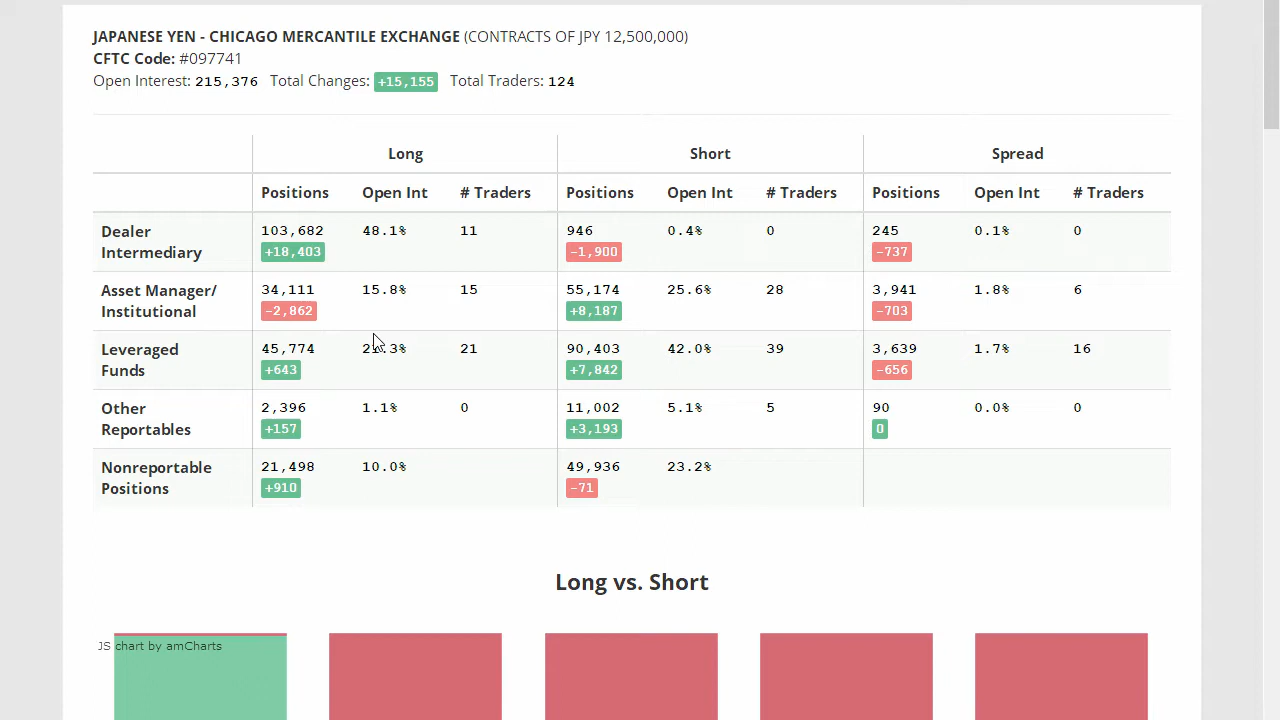 JAPANESE YEN - CHICAGO MERCANTILE EXCHANGE (CONTRACTS OF JPY 12,500,000)
CFTC Code: #097741
Open Interest: 215,376 Total Changes: +15,155 Total Traders: 124
Long Short Spread
Positions Open Int # Traders Positions Open Int # Traders Positions Open Int # Traders
Dealer Intermediary 103,682 48.1% 11 946 0.4% 0 245 0.1% 0
+18,403 -1,900 -737
Asset Manager/ Institutional 34,111 15.8% 15 55,174 25.6% 28 3,941 1.8% 6
-2,862 +8,187 -703
Leveraged Funds 45,774 21 90,403 42.0% 39 3,639 1.7% 16
+643 +7,842 -656
Other Reportables 2,396 1.1% 0 11,002 5.1% 5 90 0.0% 0
+157 +3,193 0
Nonreportable Positions 21,498 10.0% 49,936 23.2%
+910 -71
Long vs. Short
JS chart by amCharts